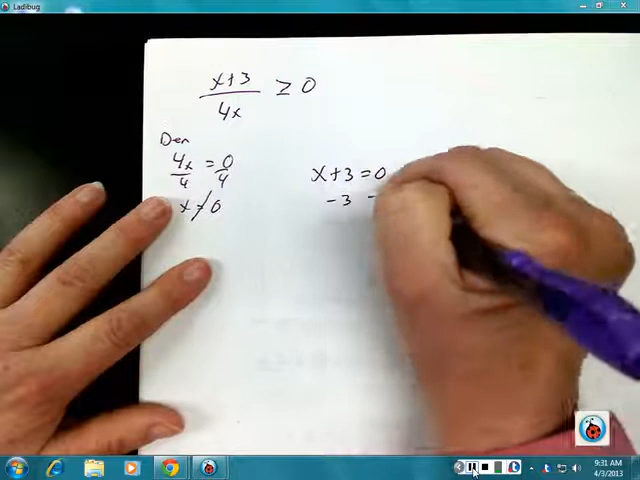 Ladibug
x+3
4x
≥ 0
Den
4x = 0
4 4
x ≠ 0
x+3=0
-3 -
9:31 AM
4/3/2013